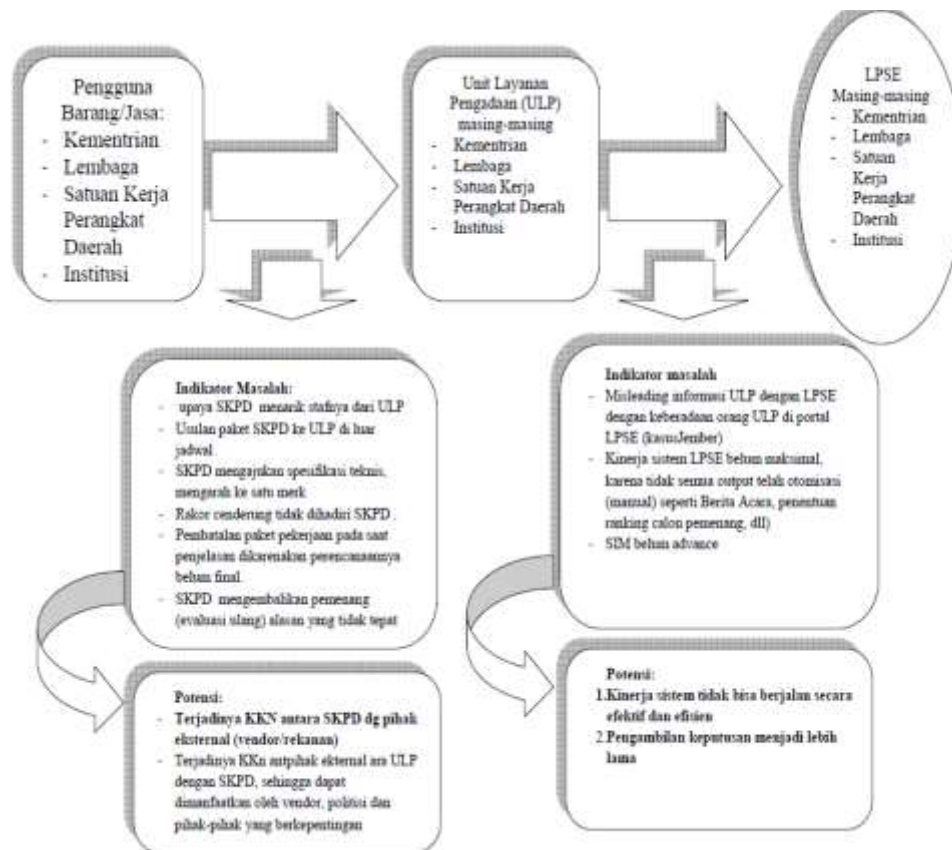 Pengguna
Barang/Jasa:
- Kementrian
- Lembaga
- Satuan Kerja
Perangkat
Daerah
- Institusi
Unit Layanan
Pengadaan (ULP)
masing-masing
- Kementrian
- Lembaga
- Satuan Kerja
Perangkat Daerah
- Institusi
LPSE
Masing-masing
- Kementrian
- Lembaga
- Satuan
Kerja
Perangkat
Daerah
- Institusi
Indikator Masalah:
- upaya SKPD menarik stafnya dari ULP
- Usulan paket SKPD ke ULP di luar
jadwal.
- SKPD mengajukan spesifikasi teknis,
mengarah ke satu merk
- Rakor cenderung tidak dihadiri SKPD .
- Pembatalan paket pekerjaan pada saat
penjelasan dikarenakan perencanaannya
belum final.
- SKPD mengembalikan pemenang
(evaluasi ulang) alasan yang tidak tepat
Indikator masalah
- Misleading informasi ULP dengan LPSE
dengan keberadaan orang ULP di portal
LPSE (kasusJember)
- Kinerja sistem LPSE belum maksimal,
karena tidak semua output telah otomisasi
(manual) seperti Berita Acara, penentuan
ranking calon pemenang, dll)
- SIM belum advance
Potensi:
- Terjadinya KKN antara SKPD dg pihak
eksternal (vendor/rekanan)
- Terjadinya KKn antpihak ekternal ara ULP
dengan SKPD, sehingga dapat
dimanfaatkan oleh vendor, politisi dan
pihak-pihak yang berkepentingan
Potensi:
1.Kinerja sistem tidak bisa berjalan secara
efektif dan efisien
2.Pengambilan keputusan menjadi lebih
lama